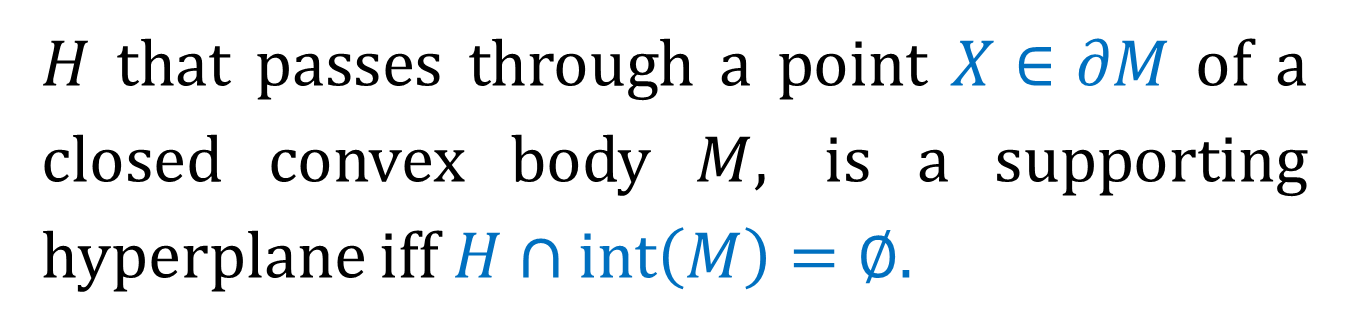 H that passes through a point X ∈ ∂M of a
closed convex body M, is a supporting
hyperplane iff H ∩ int(M) = ∅.